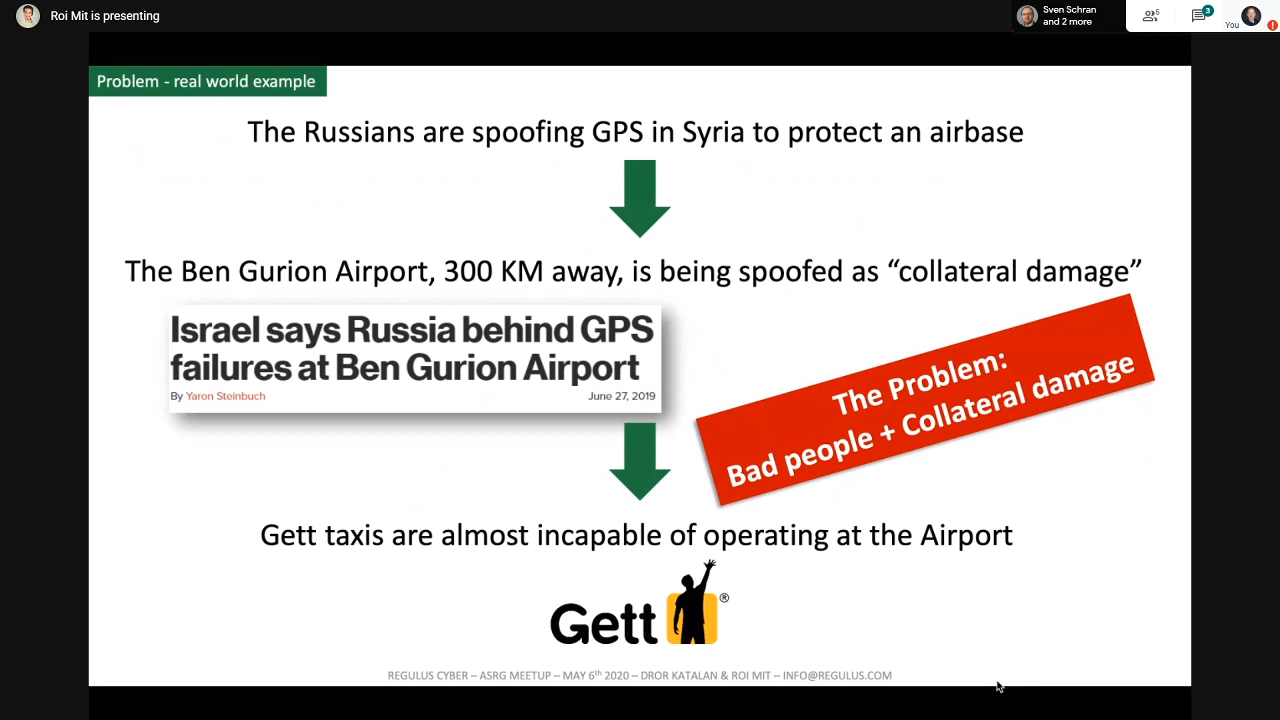 Roi Mit is presenting
Sven Schran
and 2 more
5
3
You
Problem - real world example
The Russians are spoofing GPS in Syria to protect an airbase
The Ben Gurion Airport, 300 KM away, is being spoofed as “collateral damage”
Israel says Russia behind GPS
failures at Ben Gurion Airport
By Yaron Steinbuch
June 27, 2019
The Problem:
Bad people + Collateral damage
Gett taxis are almost incapable of operating at the Airport
Gett®
REGULUS CYBER – ASRG MEETUP – MAY 6th 2020 – DROR KATALAN & ROI MIT – INFO@REGULUS.COM